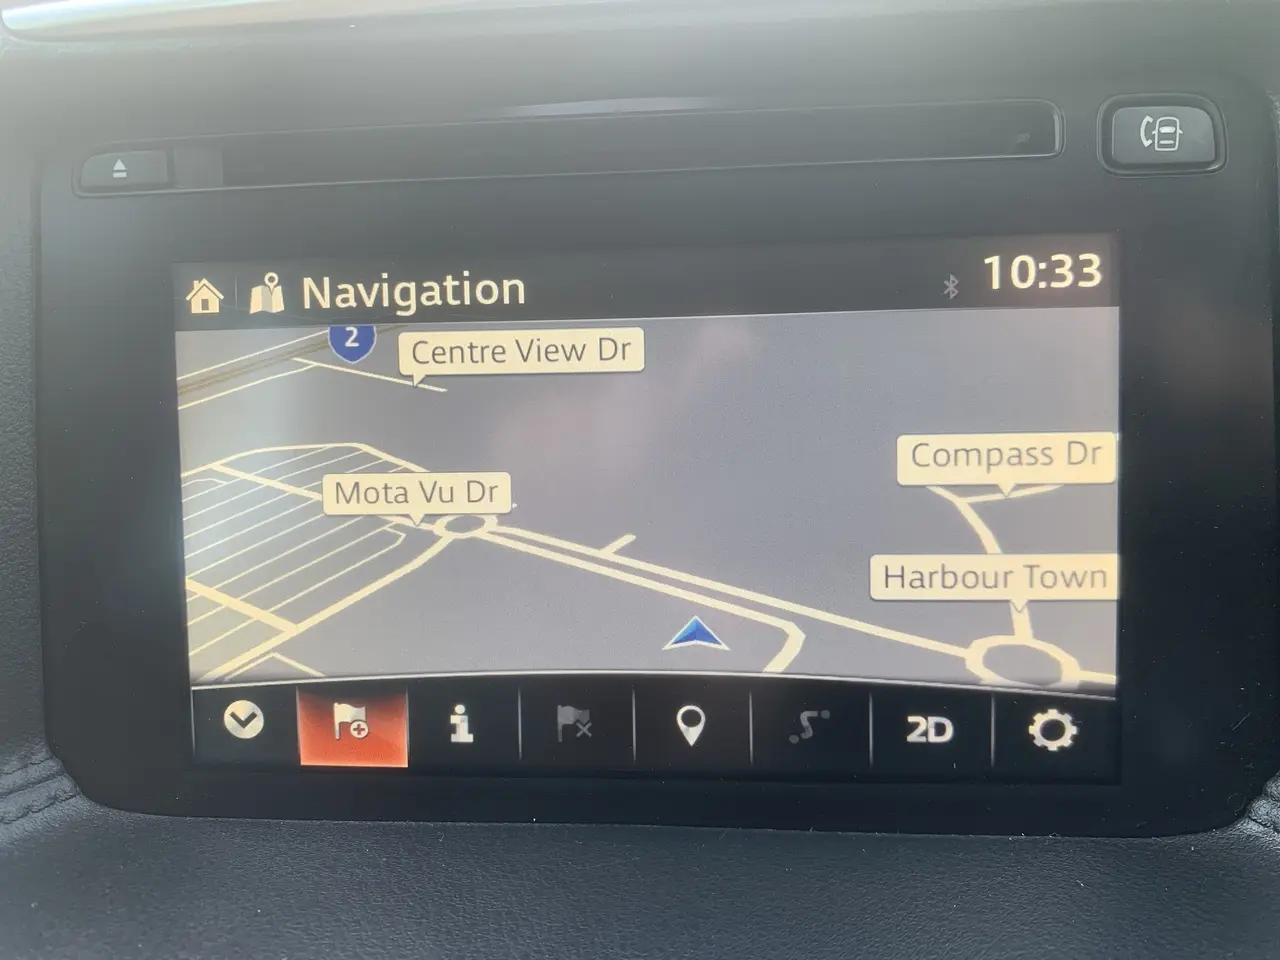 Navigation
10:33
2
Centre View Dr
Compass Dr
Mota Vu Dr
Harbour Town
2D